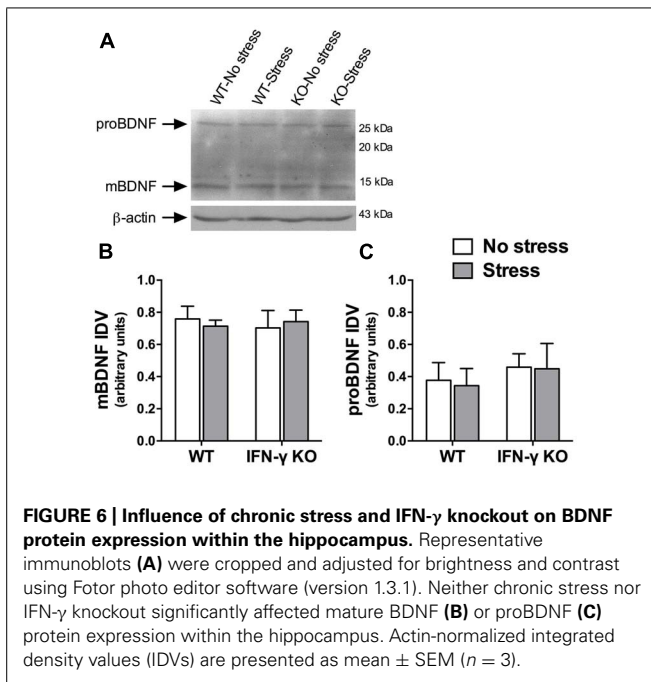 A
WT-No stress
WT-Stress
KO-No stress
KO-Stress
proBDNF
25 kDa
20 kDa
mBDNF
15 kDa
β-actin
43 kDa
B
C
No stress
Stress
mBDNF IDV
(arbitrary units)
1.0
0.8
0.6
0.4
0.2
0.0
WT
IFN-γ KO
proBDNF IDV
(arbitrary units)
1.0
0.8
0.6
0.4
0.2
0.0
WT
IFN-γ KO
FIGURE 6 | Influence of chronic stress and IFN-γ knockout on BDNF
protein expression within the hippocampus. Representative
immunoblots (A) were cropped and adjusted for brightness and contrast
using Fotor photo editor software (version 1.3.1). Neither chronic stress nor
IFN-γ knockout significantly affected mature BDNF (B) or proBDNF (C)
protein expression within the hippocampus. Actin-normalized integrated
density values (IDVs) are presented as mean ± SEM (n = 3).